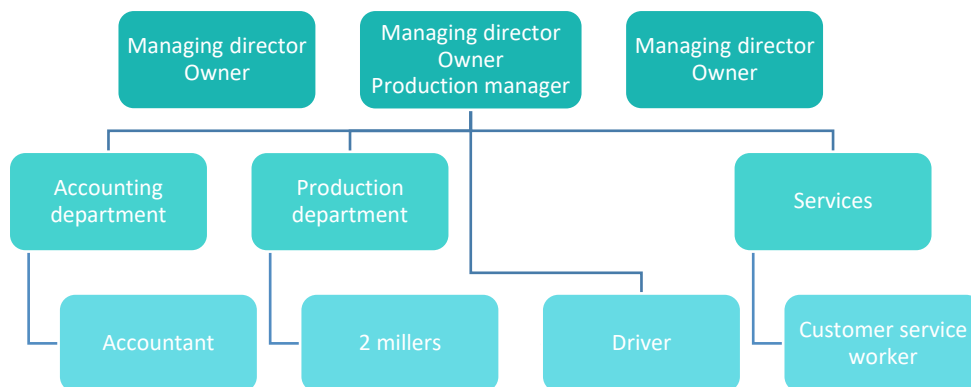 Managing director
Owner
Managing director
Owner
Production manager
Managing director
Owner
Accounting
department
Production
department
Services
Accountant
2 millers
Driver
Customer service
worker